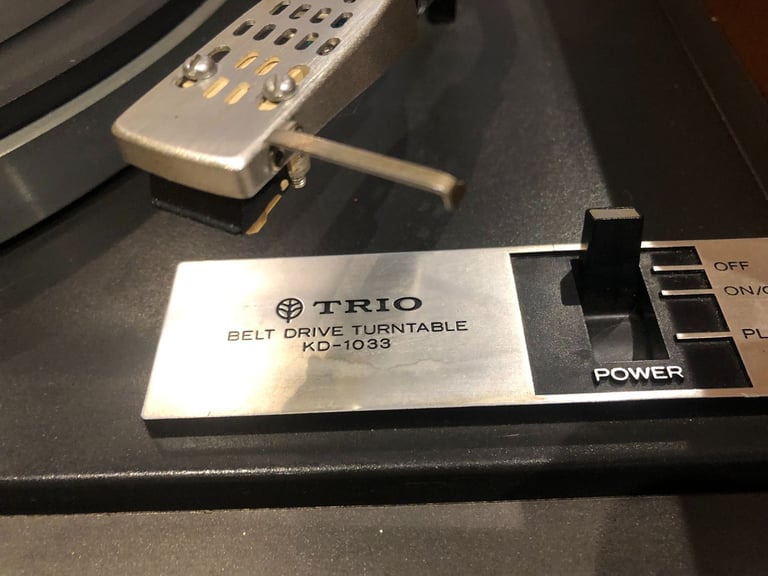 TRIO
BELT DRIVE TURNTABLE
KD-1033
OFF
POWER